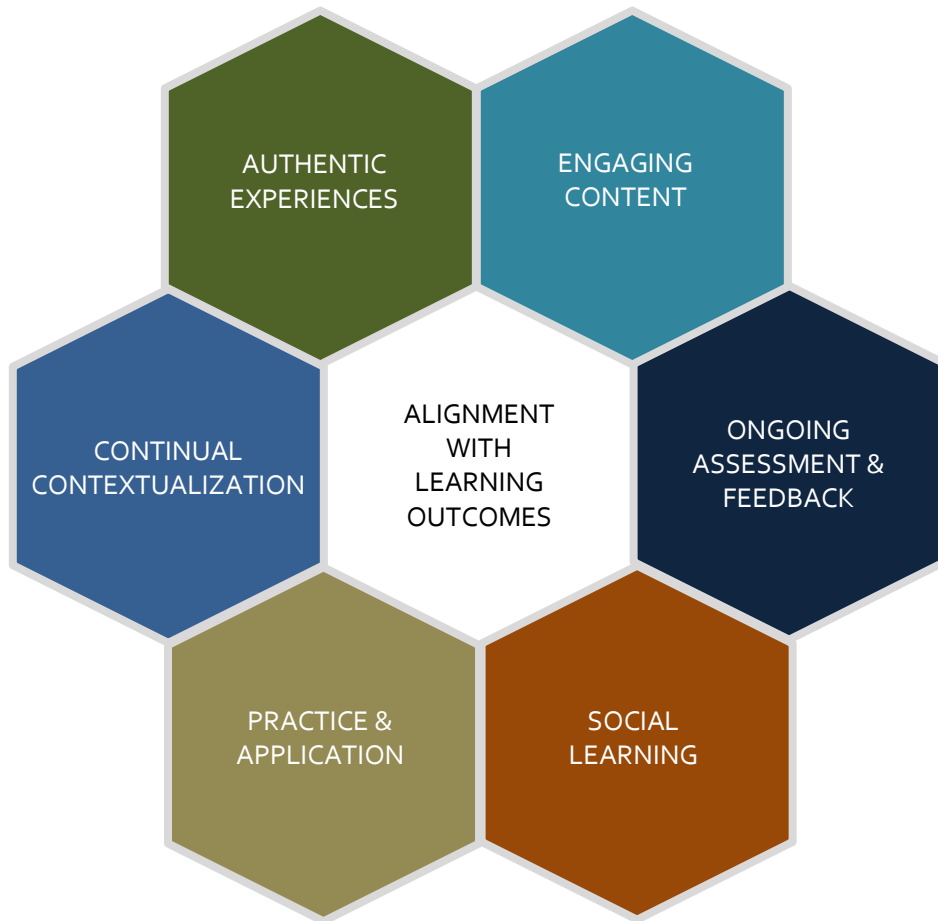 AUTHENTIC
EXPERIENCES
ENGAGING
CONTENT
CONTINUAL
CONTEXTUALIZATION
ALIGNMENT
WITH
LEARNING
OUTCOMES
ONGOING
ASSESSMENT &
FEEDBACK
PRACTICE &
APPLICATION
SOCIAL
LEARNING